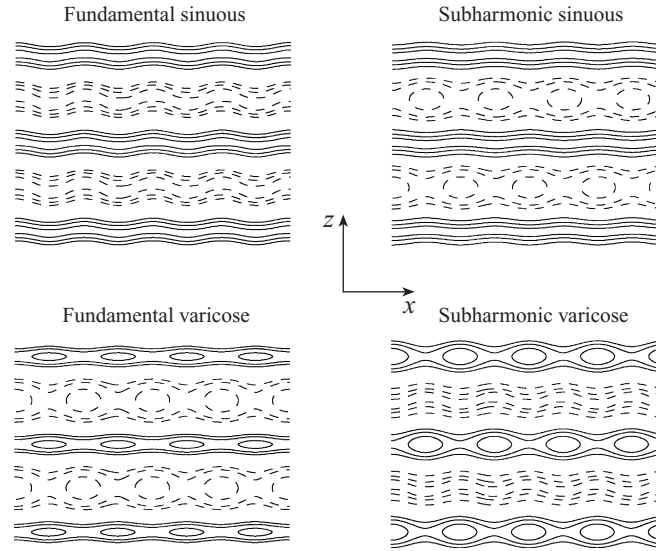 Fundamental sinuous
Subharmonic sinuous
z
x
Fundamental varicose
Subharmonic varicose